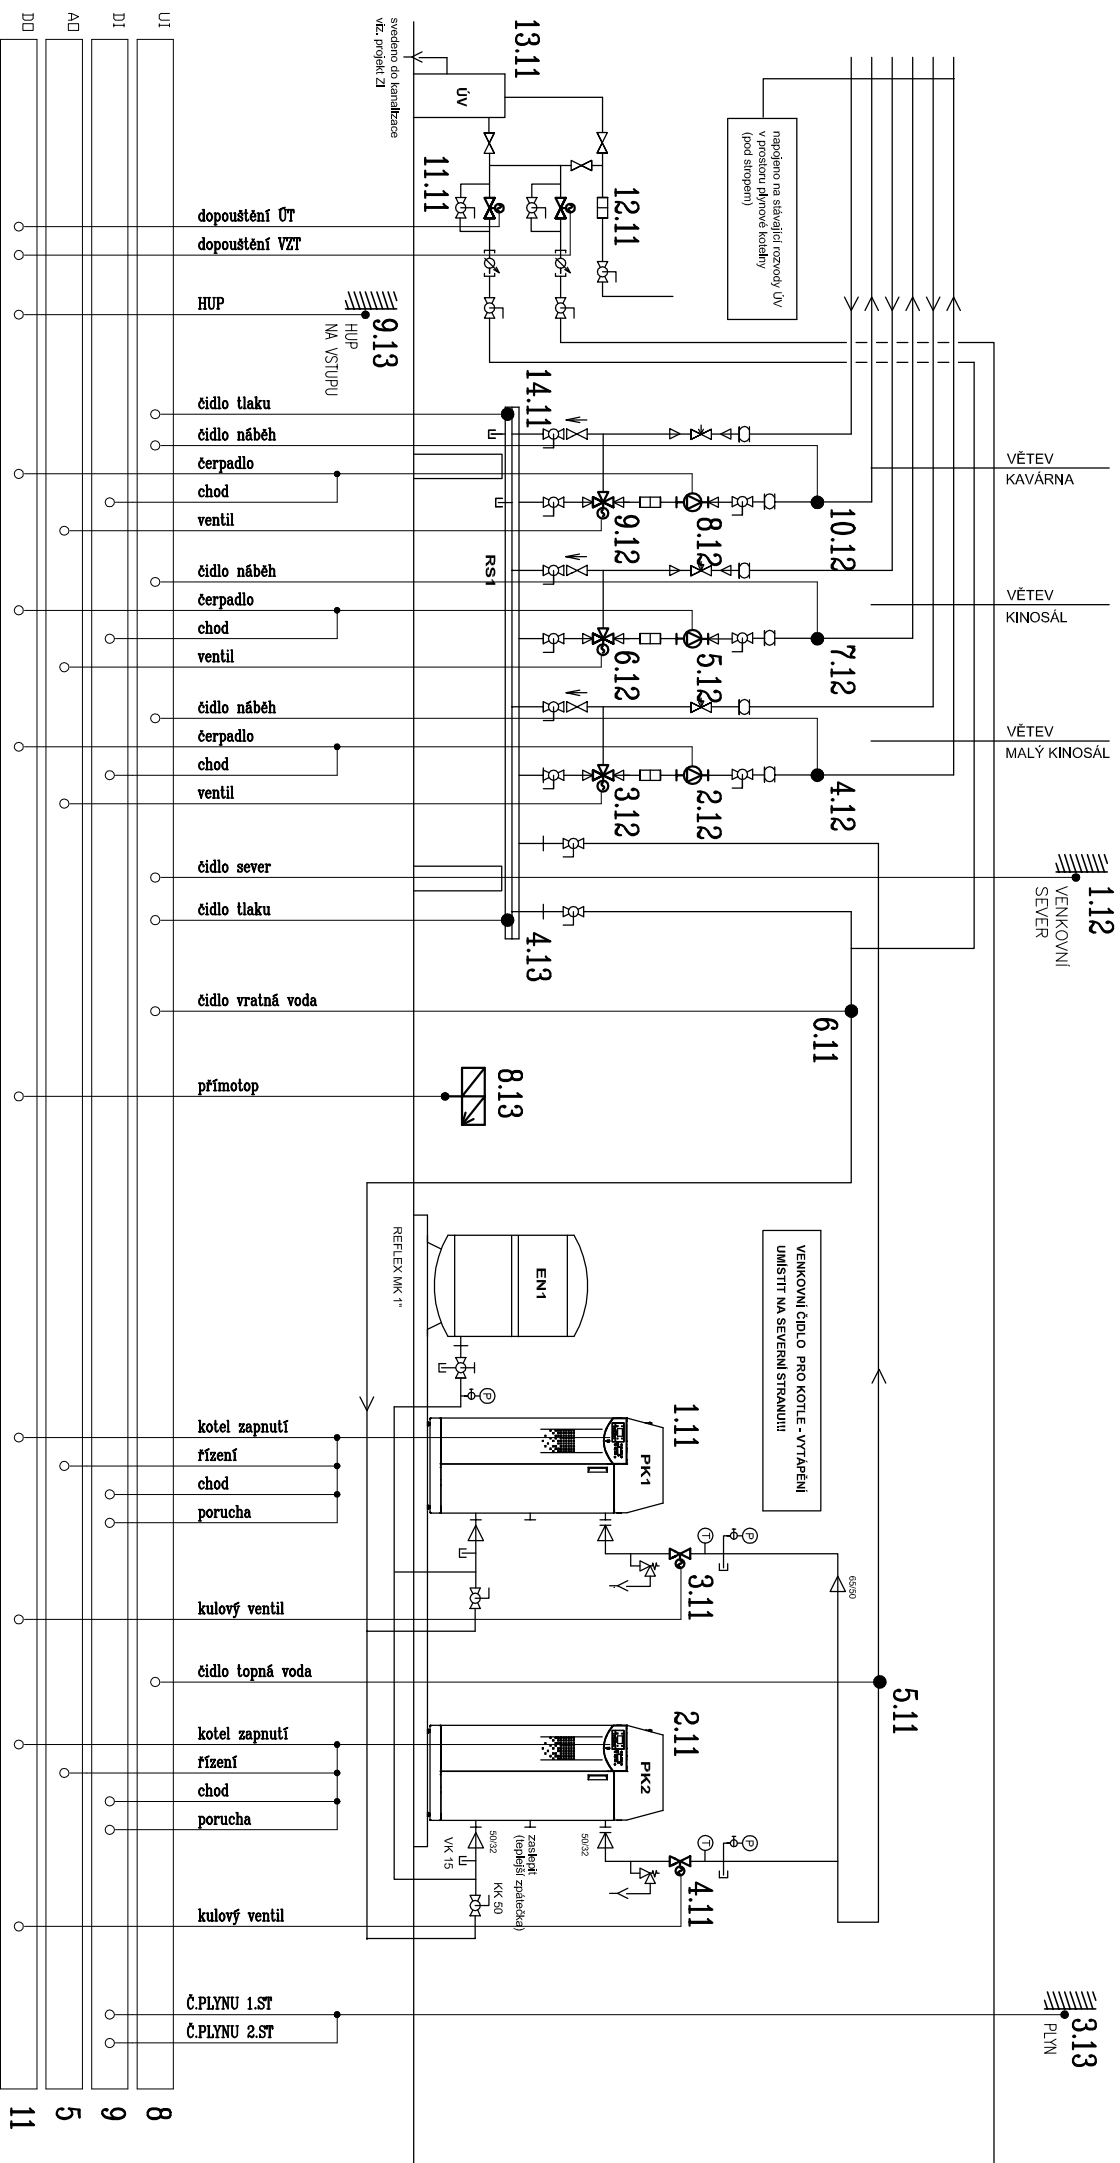 13.11
ÚV
svedeno do kanalizace
viz. projekt ZI
11.11
12.11
napojeno na stávající rozvody ÚV
v prostoru plynové kotelny
(pod stropem)
dopouštění ÚT
dopouštění VZT
HUP
9.13
HUP
NA VSTUPU
čidlo tlaku
čidlo náběh
čerpadlo
chod
ventil
14.11
RS1
9.12
8.12
10.12
VĚTEV
KAVÁRNA
čidlo náběh
čerpadlo
chod
ventil
6.12
5.12
7.12
VĚTEV
KINOSÁL
čidlo náběh
čerpadlo
chod
ventil
3.12
2.12
4.12
VĚTEV
MALÝ KINOSÁL
čidlo sever
čidlo tlaku
4.13
1.12
VENKOVNÍ
SEVER
čidlo vratná voda
6.11
přímotop
8.13
EN1
REFLEX MK 1"
VENKOVNÍ ČIDLO PRO KOTLE - VYTÁPĚNÍ
UMÍSTIT NA SEVERNÍ STRANU!!!
kotel zapnutí
řízení
chod
porucha
1.11
PK1
P
T
P
3.11
65/50
kulový ventil
čidlo topná voda
5.11
kotel zapnutí
řízení
chod
porucha
2.11
PK2
50/32
VK 15
zaslepit
(teplejší zpátečka)
50/32
KK 50
T
P
4.11
kulový ventil
Č.PLYNU 1.ST
Č.PLYNU 2.ST
3.13
PLYN
UI
DI
AO
DO
8
9
5
11